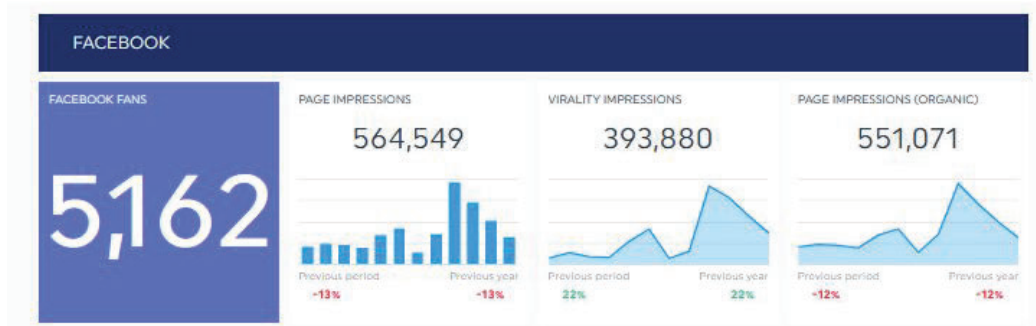 FACEBOOK
FACEBOOK FANS
5,162
PAGE IMPRESSIONS
564,549
Previous period Previous year
-13% -13%
VIRALITY IMPRESSIONS
393,880
Previous period Previous year
22% 22%
PAGE IMPRESSIONS (ORGANIC)
551,071
Previous period Previous year
-12% -12%